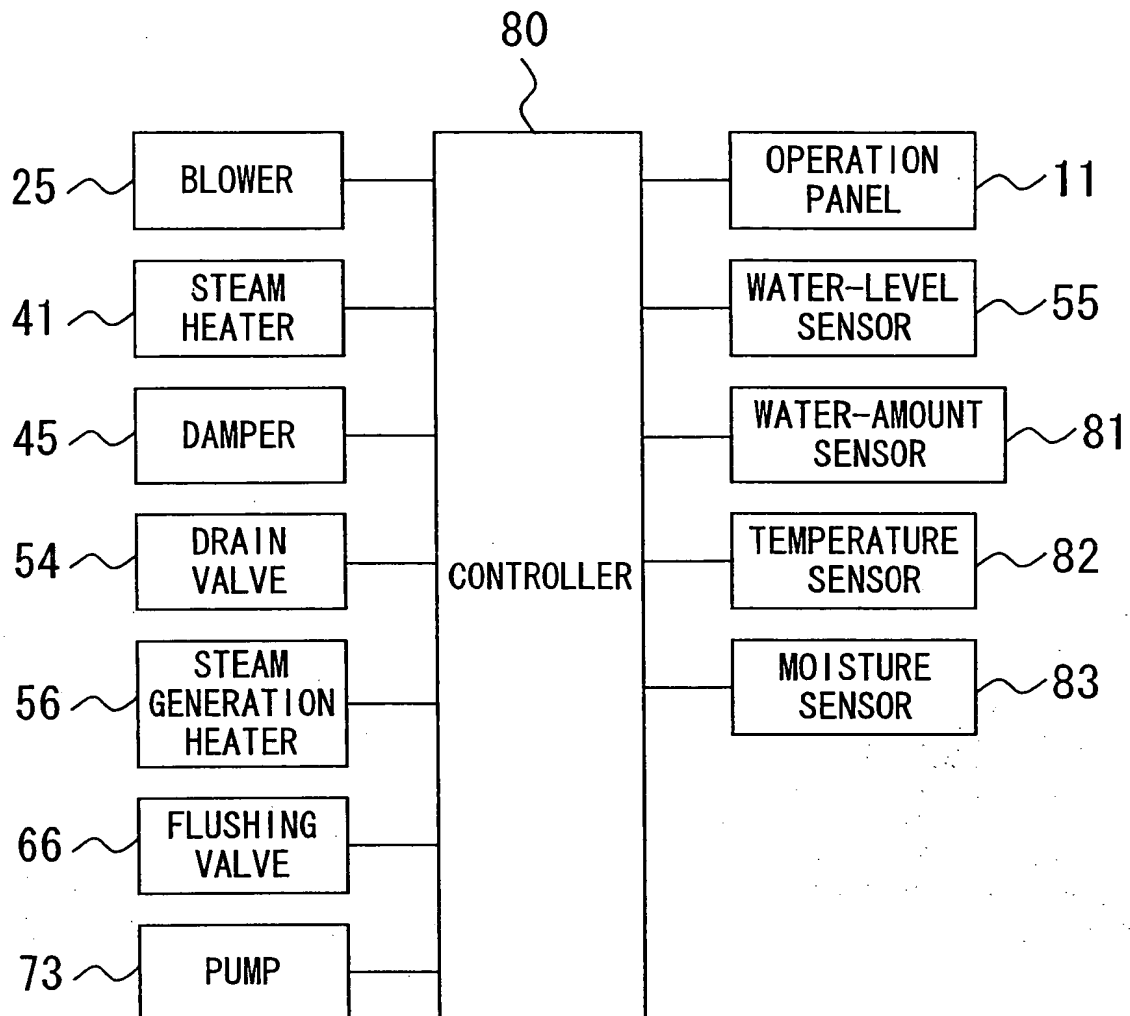 80
25
BLOWER
41
STEAM
HEATER
45
DAMPER
54
DRAIN
VALVE
56
STEAM
GENERATION
HEATER
66
FLUSHING
VALVE
73
PUMP
CONTROLLER
OPERATION
PANEL
11
WATER-LEVEL
SENSOR
55
WATER-AMOUNT
SENSOR
81
TEMPERATURE
SENSOR
82
MOISTURE
SENSOR
83